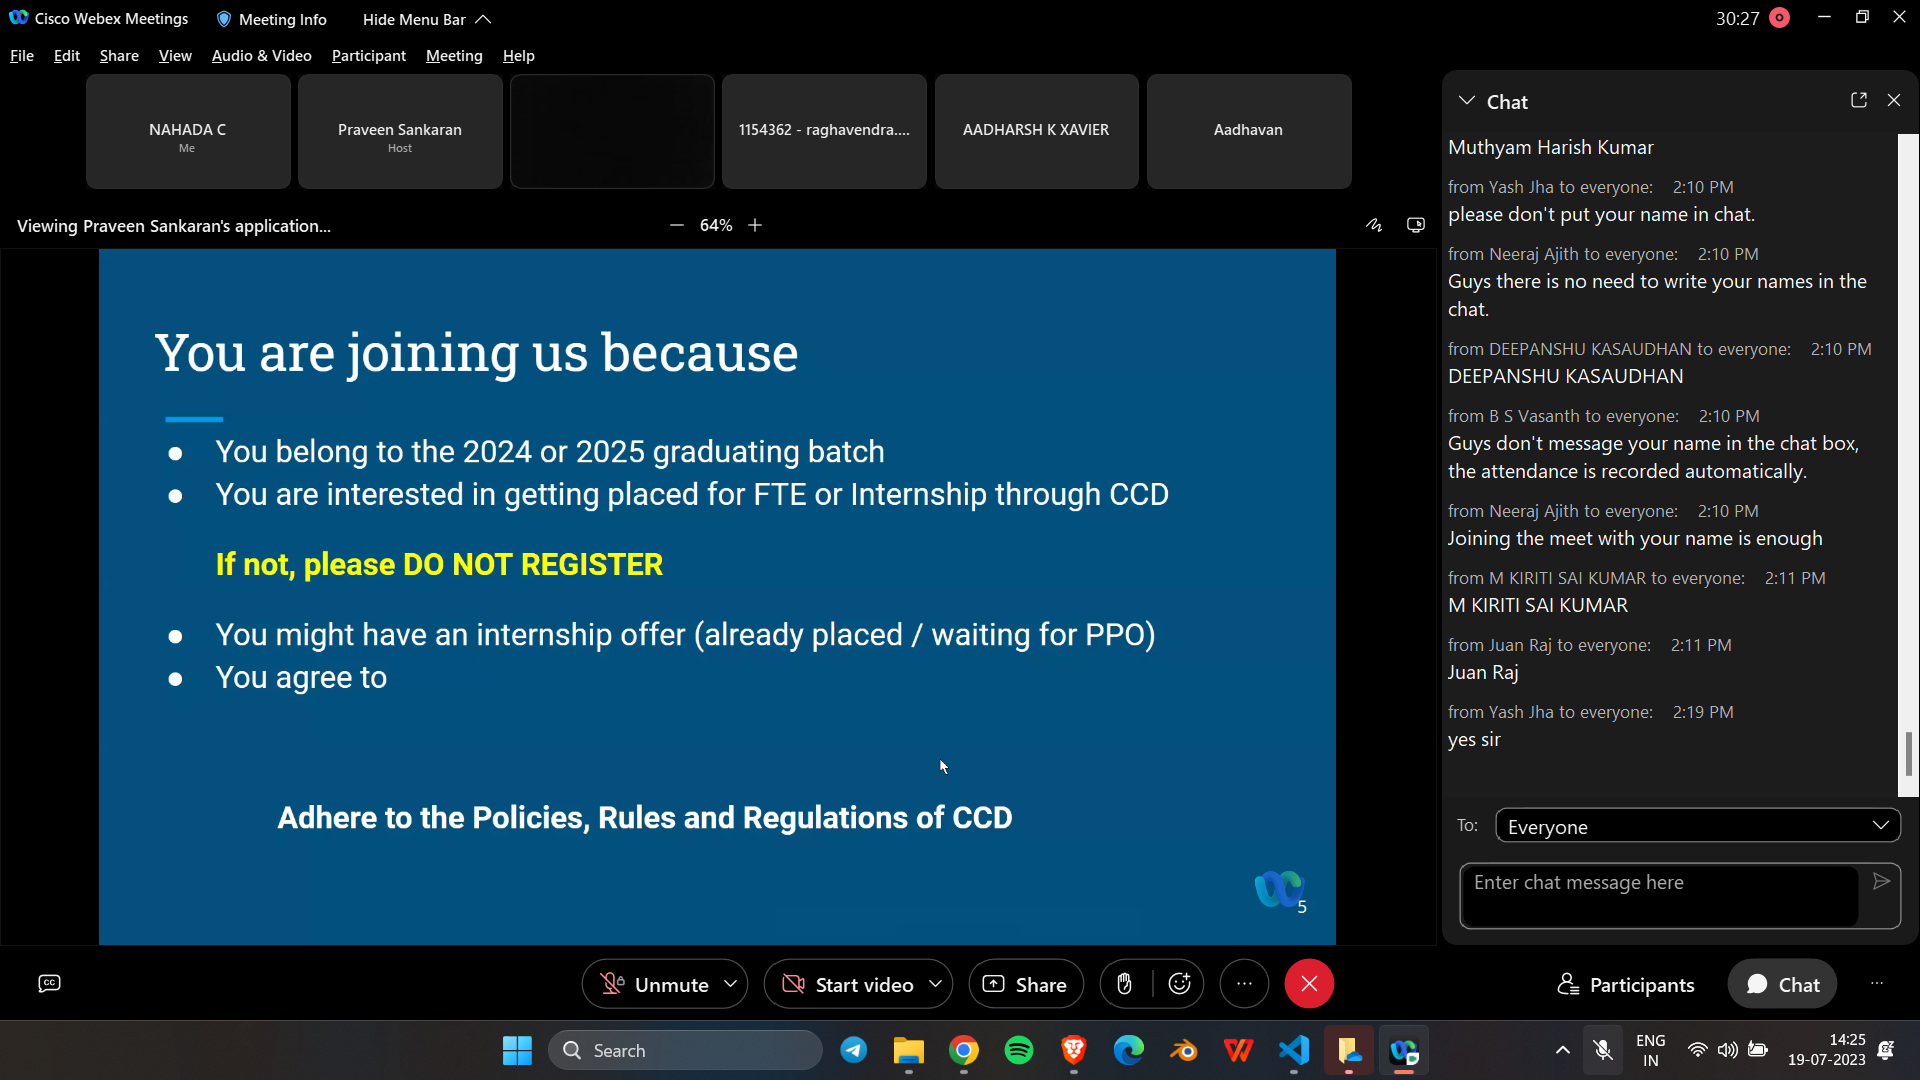 Cisco Webex Meetings
Meeting Info
Hide Menu Bar
30:27
File Edit Share View Audio & Video Participant Meeting Help
NAHADA C
Me
Praveen Sankaran
Host
1154362 - raghavendra....
AADHARSH K XAVIER
Aadhavan
Viewing Praveen Sankaran's application...
64%
You are joining us because
● You belong to the 2024 or 2025 graduating batch
● You are interested in getting placed for FTE or Internship through CCD
If not, please DO NOT REGISTER
● You might have an internship offer (already placed / waiting for PPO)
● You agree to
Adhere to the Policies, Rules and Regulations of CCD
5
Chat
Muthyam Harish Kumar
from Yash Jha to everyone: 2:10 PM
please don't put your name in chat.
from Neeraj Ajith to everyone: 2:10 PM
Guys there is no need to write your names in the
chat.
from DEEPANSHU KASAUDHAN to everyone: 2:10 PM
DEEPANSHU KASAUDHAN
from B S Vasanth to everyone: 2:10 PM
Guys don't message your name in the chat box,
the attendance is recorded automatically.
from Neeraj Ajith to everyone: 2:10 PM
Joining the meet with your name is enough
from M KIRITI SAI KUMAR to everyone: 2:11 PM
M KIRITI SAI KUMAR
from Juan Raj to everyone: 2:11 PM
Juan Raj
from Yash Jha to everyone: 2:19 PM
yes sir
To: Everyone
Enter chat message here
CC
Unmute
Start video
Share
Participants
Chat
Search
ENG
IN
14:25
19-07-2023